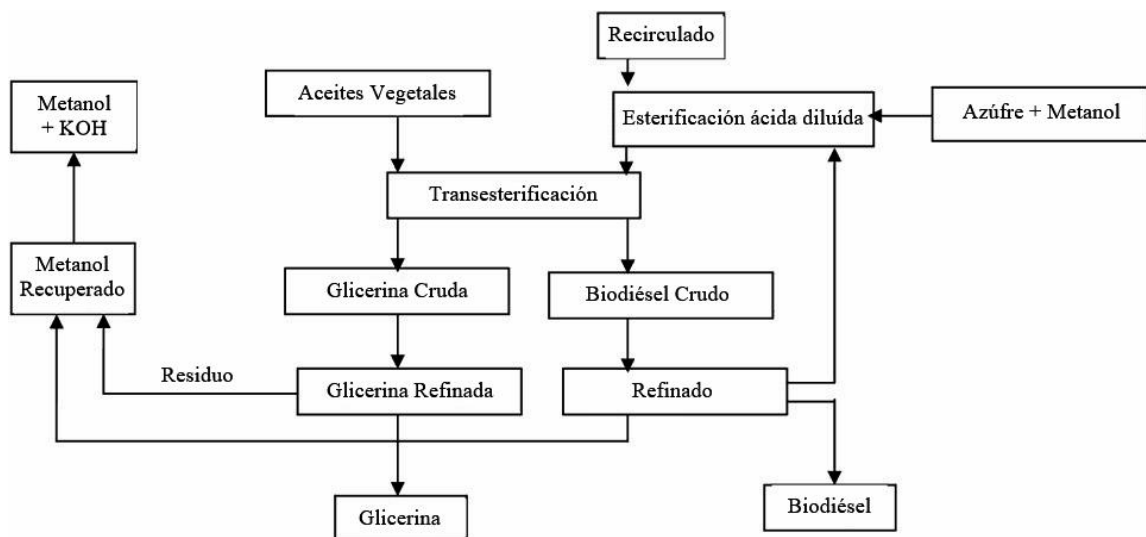 Recirculado
Metanol
+ KOH
Aceites Vegetales
Esterificación ácida diluída
Azúfre + Metanol
Transesterificación
Metanol
Recuperado
Glicerina Cruda
Biodiésel Crudo
Residuo
Glicerina Refinada
Refinado
Glicerina
Biodiésel